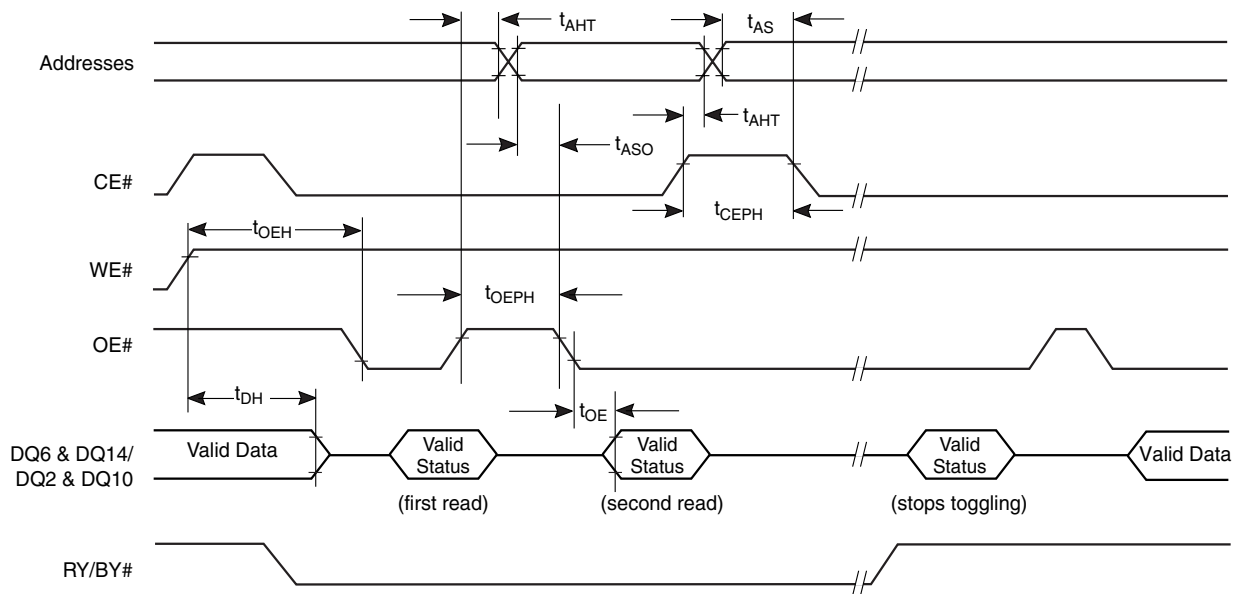 tAHT
tAS
Addresses
tAHT
tASO
CE#
tCEPH
tOEH
WE#
tOEPH
OE#
tDH
tOE
DQ6 & DQ14/
DQ2 & DQ10
Valid Data
Valid
Status
Valid
Status
Valid
Status
Valid Data
(first read)
(second read)
(stops toggling)
RY/BY#